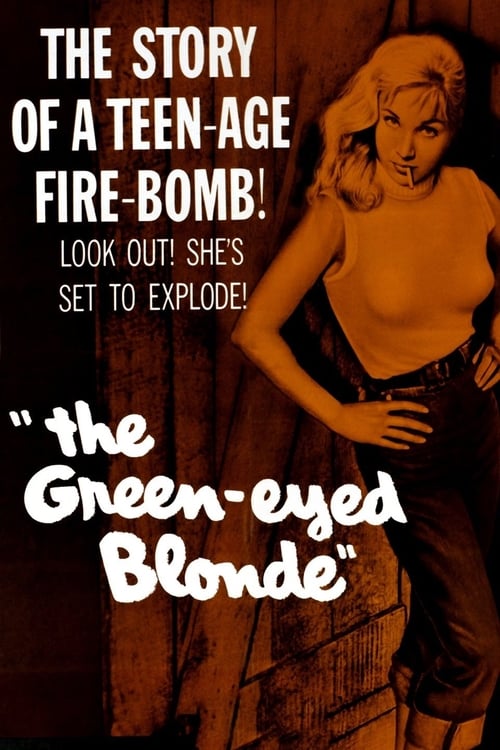 THE STORY
OF A TEEN-AGE
FIRE-BOMB!
LOOK OUT! SHE'S
SET TO EXPLODE!
"the
Green-eyed
Blonde"